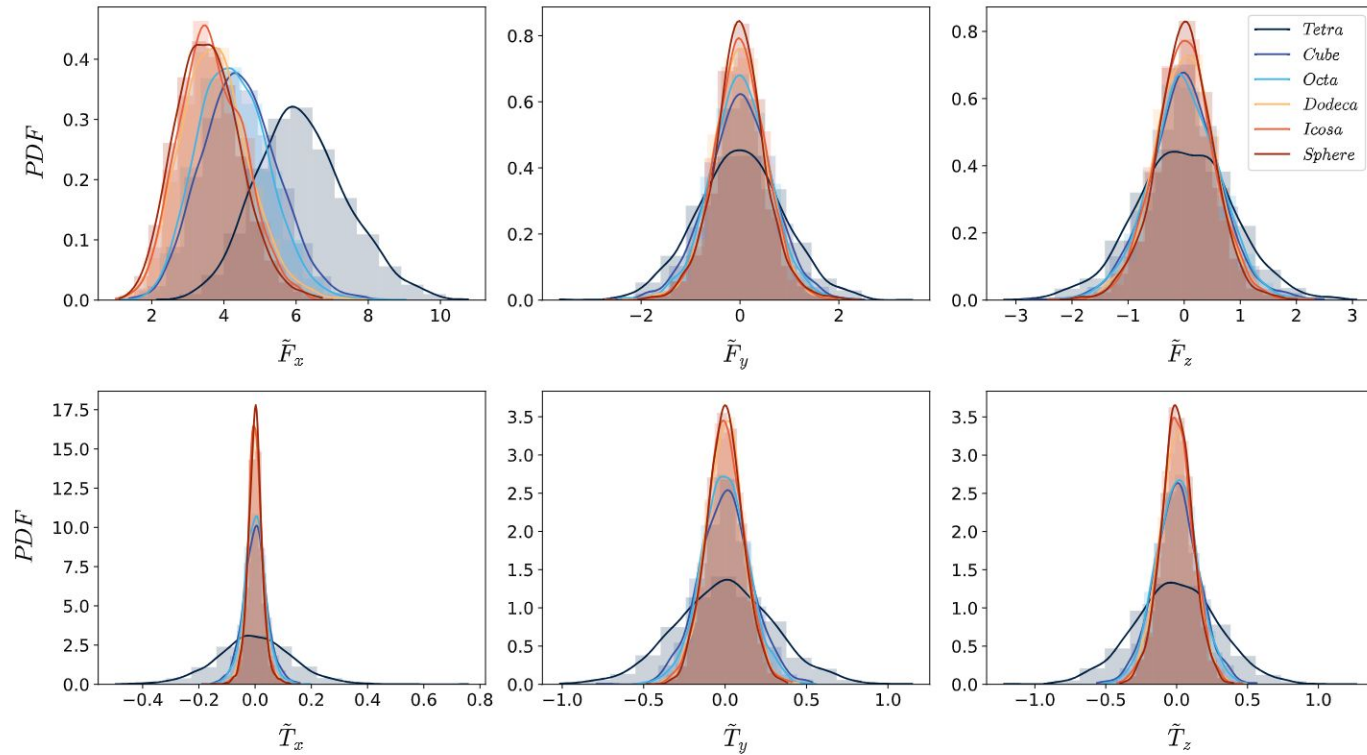 PDF
0.4
0.3
0.2
0.1
0.0
2 4 6 8 10
F̃x
0.8
0.6
0.4
0.2
0.0
−2 0 2
F̃y
0.8
0.6
0.4
0.2
0.0
−3 −2 −1 0 1 2 3
F̃z
Tetra
Cube
Octa
Dodeca
Icosa
Sphere
PDF
17.5
15.0
12.5
10.0
7.5
5.0
2.5
0.0
−0.4 −0.2 0.0 0.2 0.4 0.6 0.8
T̃x
3.5
3.0
2.5
2.0
1.5
1.0
0.5
0.0
−1.0 −0.5 0.0 0.5 1.0
T̃y
3.5
3.0
2.5
2.0
1.5
1.0
0.5
0.0
−1.0 −0.5 0.0 0.5 1.0
T̃z